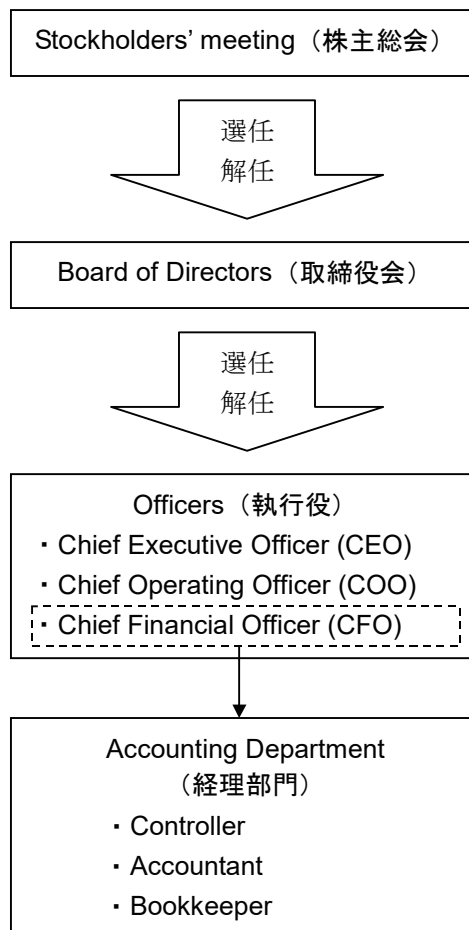 Stockholders’ meeting（株主総会）
選任
解任
Board of Directors（取締役会）
選任
解任
Officers（執行役）
・Chief Executive Officer (CEO)
・Chief Operating Officer (COO)
・Chief Financial Officer (CFO)
Accounting Department
（経理部門）
・Controller
・Accountant
・Bookkeeper